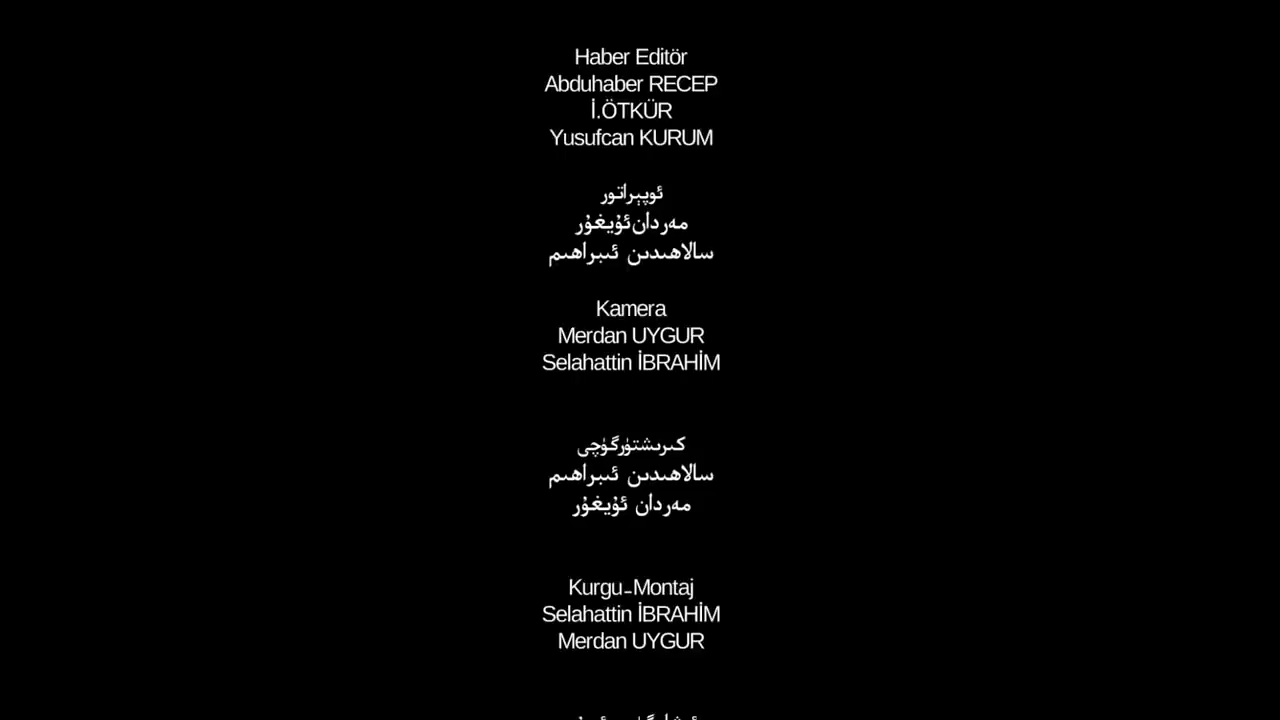 Haber Editör
Abduhaber RECEP
İ.ÖTKÜR
Yusufcan KURUM
ئوپېراتور
مەردان ئۇيغۇر
سالاھىدىن ئىبراھىم
Kamera
Merdan UYGUR
Selahattin İBRAHİM
كىرىشتۈرگۈچى
سالاھىدىن ئىبراھىم
مەردان ئۇيغۇر
Kurgu-Montaj
Selahattin İBRAHİM
Merdan UYGUR